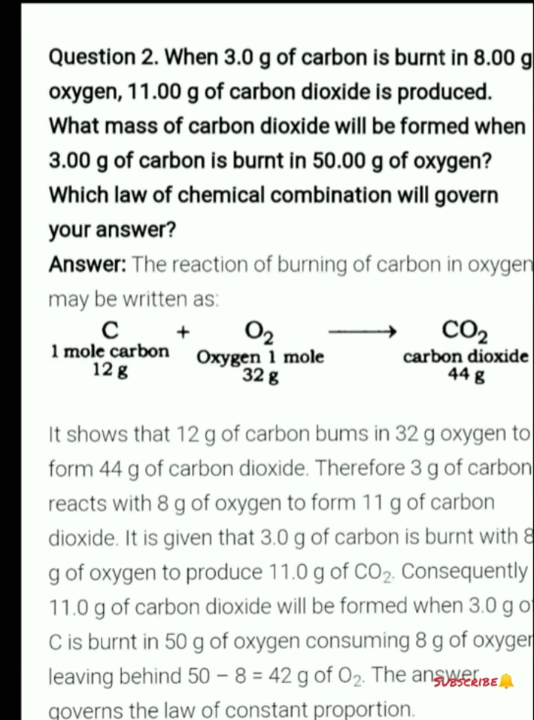 Question 2. When 3.0 g of carbon is burnt in 8.00 g
oxygen, 11.00 g of carbon dioxide is produced.
What mass of carbon dioxide will be formed when
3.00 g of carbon is burnt in 50.00 g of oxygen?
Which law of chemical combination will govern
your answer?
Answer: The reaction of burning of carbon in oxygen
may be written as:
C + O₂ ⟶ CO₂
1 mole carbon Oxygen 1 mole carbon dioxide
12 g 32 g 44 g
It shows that 12 g of carbon bums in 32 g oxygen to
form 44 g of carbon dioxide. Therefore 3 g of carbon
reacts with 8 g of oxygen to form 11 g of carbon
dioxide. It is given that 3.0 g of carbon is burnt with 8
g of oxygen to produce 11.0 g of CO₂. Consequently
11.0 g of carbon dioxide will be formed when 3.0 g of
C is burnt in 50 g of oxygen consuming 8 g of oxygen
leaving behind 50 – 8 = 42 g of O₂. The answer
SUBSCRIBE
governs the law of constant proportion.